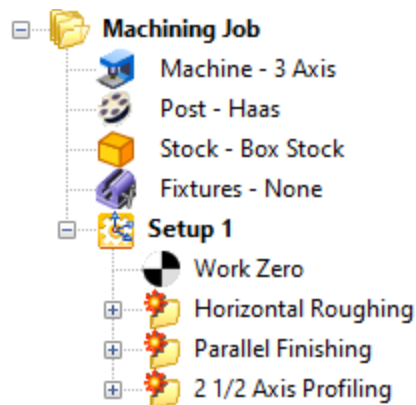 Machining Job
Machine - 3 Axis
Post - Haas
Stock - Box Stock
Fixtures - None
Setup 1
Work Zero
Horizontal Roughing
Parallel Finishing
2 1/2 Axis Profiling